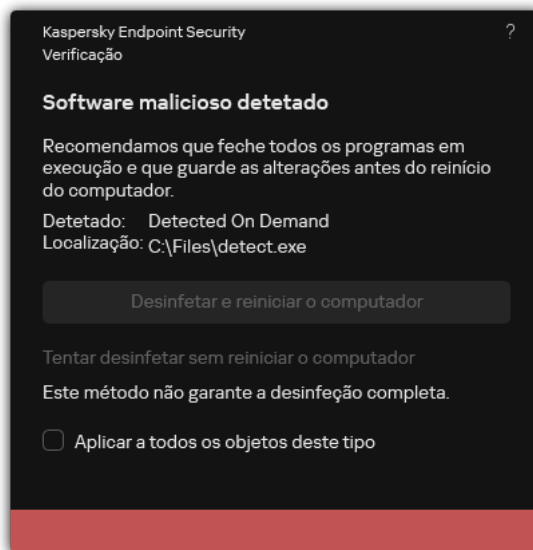 Kaspersky Endpoint Security
?
Verificação
Software malicioso detetado
Recomendamos que feche todos os programas em
execução e que guarde as alterações antes do reinício
do computador.
Detetado: Detected On Demand
Localização: C:\Files\detect.exe
Desinfetar e reiniciar o computador
Tentar desinfetar sem reiniciar o computador
Este método não garante a desinfeção completa.
Aplicar a todos os objetos deste tipo